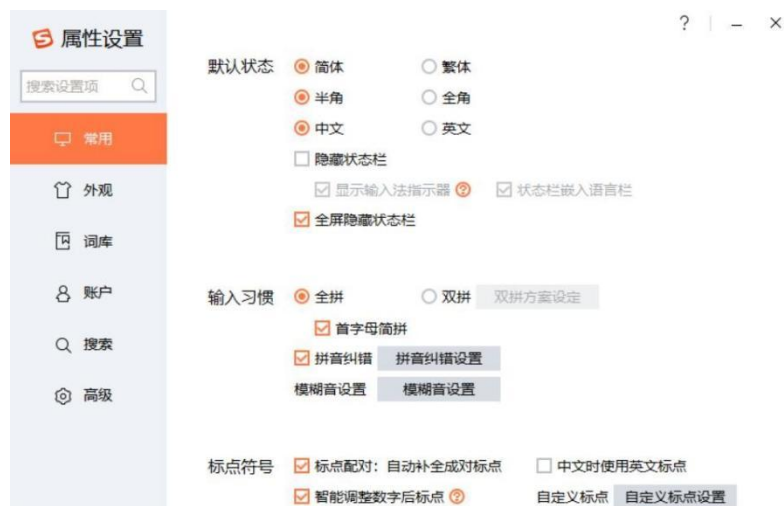 属性设置
搜索设置项
常用
外观
词库
账户
搜索
高级
?
默认状态 简体 繁体
半角 全角
中文 英文
隐藏状态栏
显示输入法指示器 ? 状态栏嵌入语言栏
全屏隐藏状态栏
输入习惯 全拼 双拼 双拼方案设定
首字母简拼
拼音纠错 拼音纠错设置
模糊音设置 模糊音设置
标点符号 标点配对：自动补全成对标点 中文时使用英文标点
智能调整数字后标点 ? 自定义标点 自定义标点设置